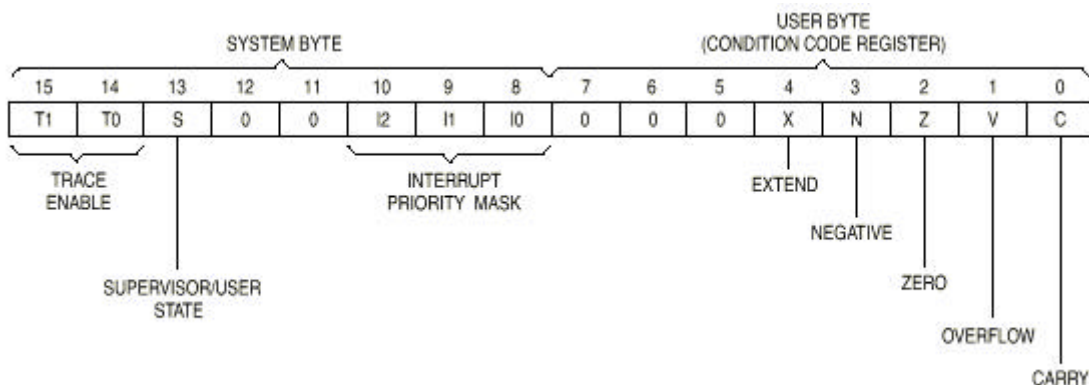 USER BYTE
SYSTEM BYTE (CONDITION CODE REGISTER)
15 14 13 12 11 10 9 8 7 6 5 4 3 2 1 0
T1 T0 S 0 0 I2 I1 I0 0 0 0 X N Z V C
TRACE ENABLE
INTERRUPT PRIORITY MASK
EXTEND
NEGATIVE
SUPERVISOR/USER STATE
ZERO
OVERFLOW
CARRY